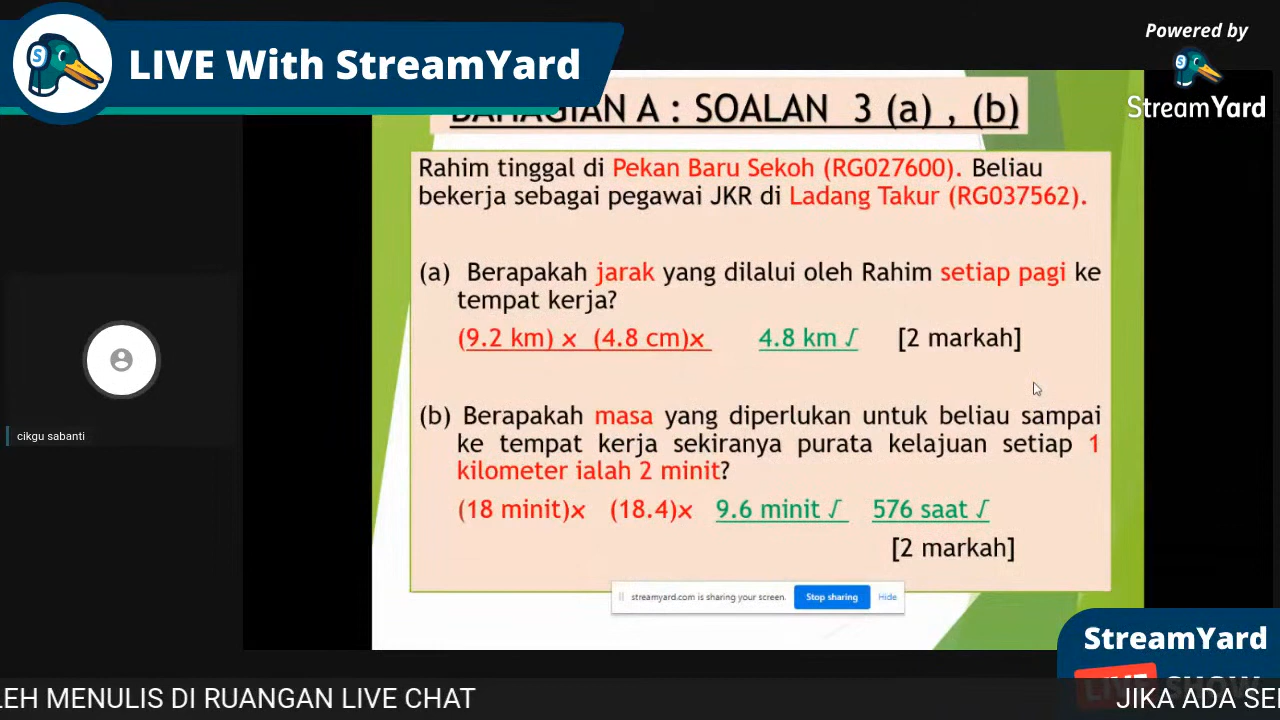 LIVE With StreamYard
Powered by
StreamYard
BAHAGIAN A : SOALAN 3 (a) , (b)
Rahim tinggal di Pekan Baru Sekoh (RG027600). Beliau
bekerja sebagai pegawai JKR di Ladang Takur (RG037562).
(a) Berapakah jarak yang dilalui oleh Rahim setiap pagi ke
tempat kerja?
(9.2 km) x (4.8 cm)x 4.8 km √ [2 markah]
(b) Berapakah masa yang diperlukan untuk beliau sampai
ke tempat kerja sekiranya purata kelajuan setiap 1
kilometer ialah 2 minit?
(18 minit)x (18.4)x 9.6 minit √ 576 saat √
[2 markah]
cikgu sabanti
streamyard.com is sharing your screen. Stop sharing Hide
StreamYard
LIVE SHOW
LEH MENULIS DI RUANGAN LIVE CHAT
JIKA ADA SE